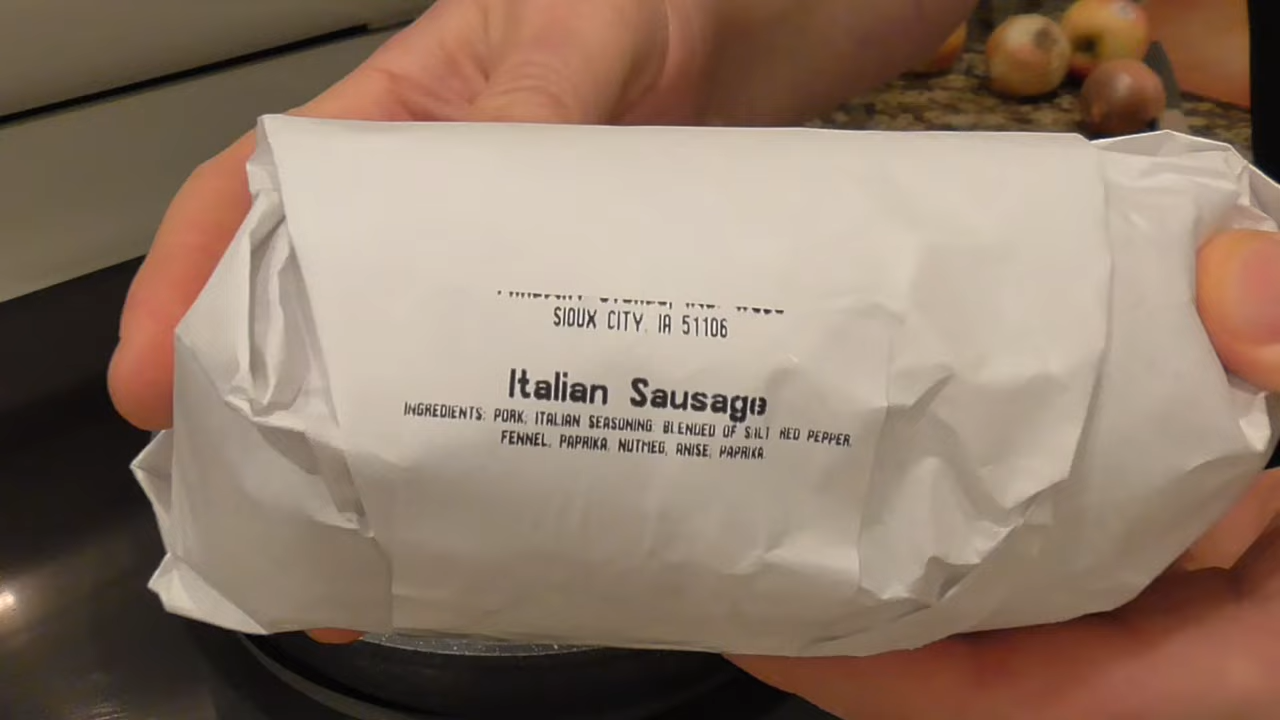 SIOUX CITY, IA 51106
Italian Sausage
INGREDIENTS: PORK, ITALIAN SEASONING: BLENDED OF SALT RED PEPPER,
FENNEL, PAPRIKA, NUTMEG, ANISE, PAPRIKA